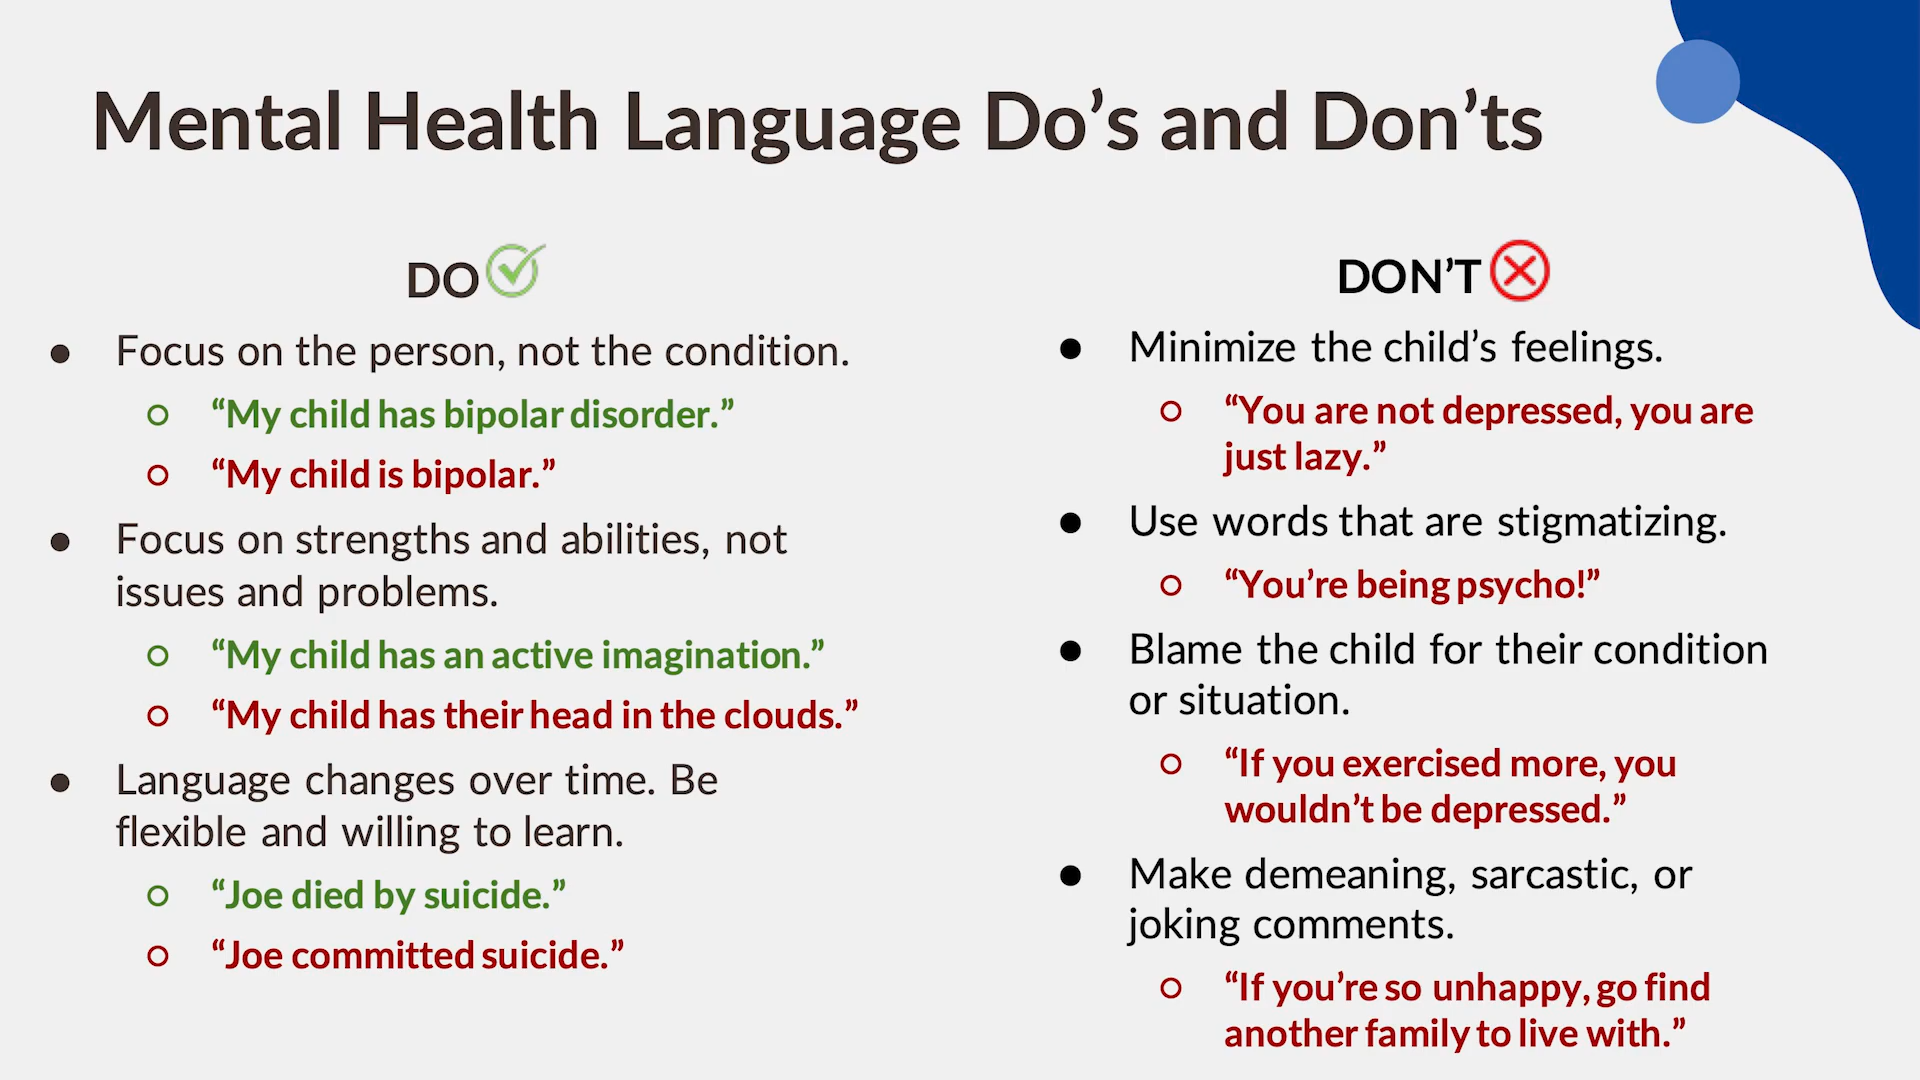 Mental Health Language Do’s and Don’ts
DO
● Focus on the person, not the condition.
○ “My child has bipolar disorder.”
○ “My child is bipolar.”
● Focus on strengths and abilities, not
issues and problems.
○ “My child has an active imagination.”
○ “My child has their head in the clouds.”
● Language changes over time. Be
flexible and willing to learn.
○ “Joe died by suicide.”
○ “Joe committed suicide.”
DON’T
● Minimize the child’s feelings.
○ “You are not depressed, you are
just lazy.”
● Use words that are stigmatizing.
○ “You’re being psycho!”
● Blame the child for their condition
or situation.
○ “If you exercised more, you
wouldn’t be depressed.”
● Make demeaning, sarcastic, or
joking comments.
○ “If you’re so unhappy, go find
another family to live with.”